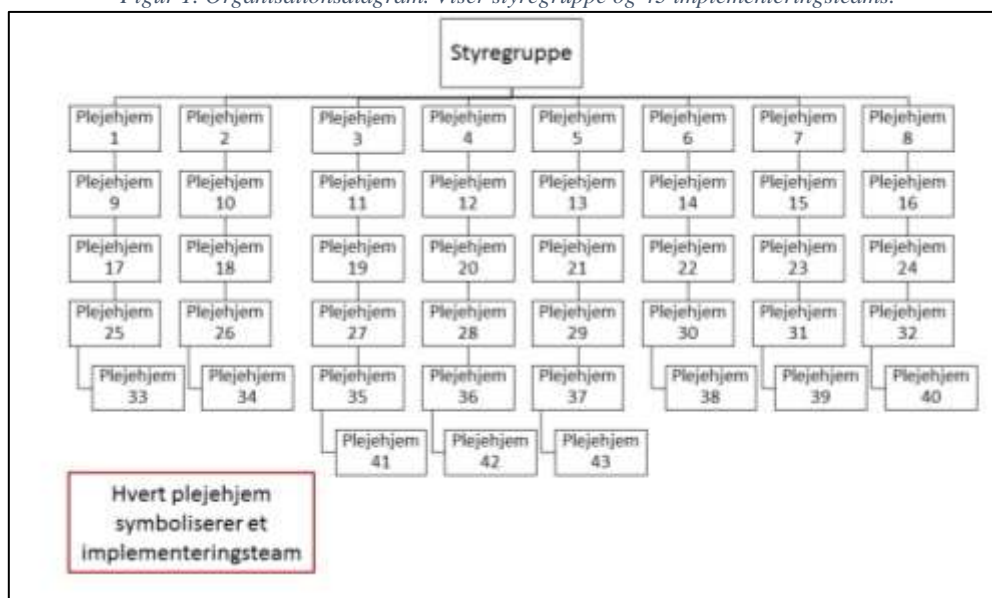 Figur 1. Organisationsdiagram. Viser styregruppe og 43 implementeringsteams.
Styregruppe
Plejehjem
1
Plejehjem
2
Plejehjem
3
Plejehjem
4
Plejehjem
5
Plejehjem
6
Plejehjem
7
Plejehjem
8
Plejehjem
9
Plejehjem
10
Plejehjem
11
Plejehjem
12
Plejehjem
13
Plejehjem
14
Plejehjem
15
Plejehjem
16
Plejehjem
17
Plejehjem
18
Plejehjem
19
Plejehjem
20
Plejehjem
21
Plejehjem
22
Plejehjem
23
Plejehjem
24
Plejehjem
25
Plejehjem
26
Plejehjem
27
Plejehjem
28
Plejehjem
29
Plejehjem
30
Plejehjem
31
Plejehjem
32
Plejehjem
33
Plejehjem
34
Plejehjem
35
Plejehjem
36
Plejehjem
37
Plejehjem
38
Plejehjem
39
Plejehjem
40
Plejehjem
41
Plejehjem
42
Plejehjem
43
Hvert plejehjem
symboliserer et
implementeringsteam